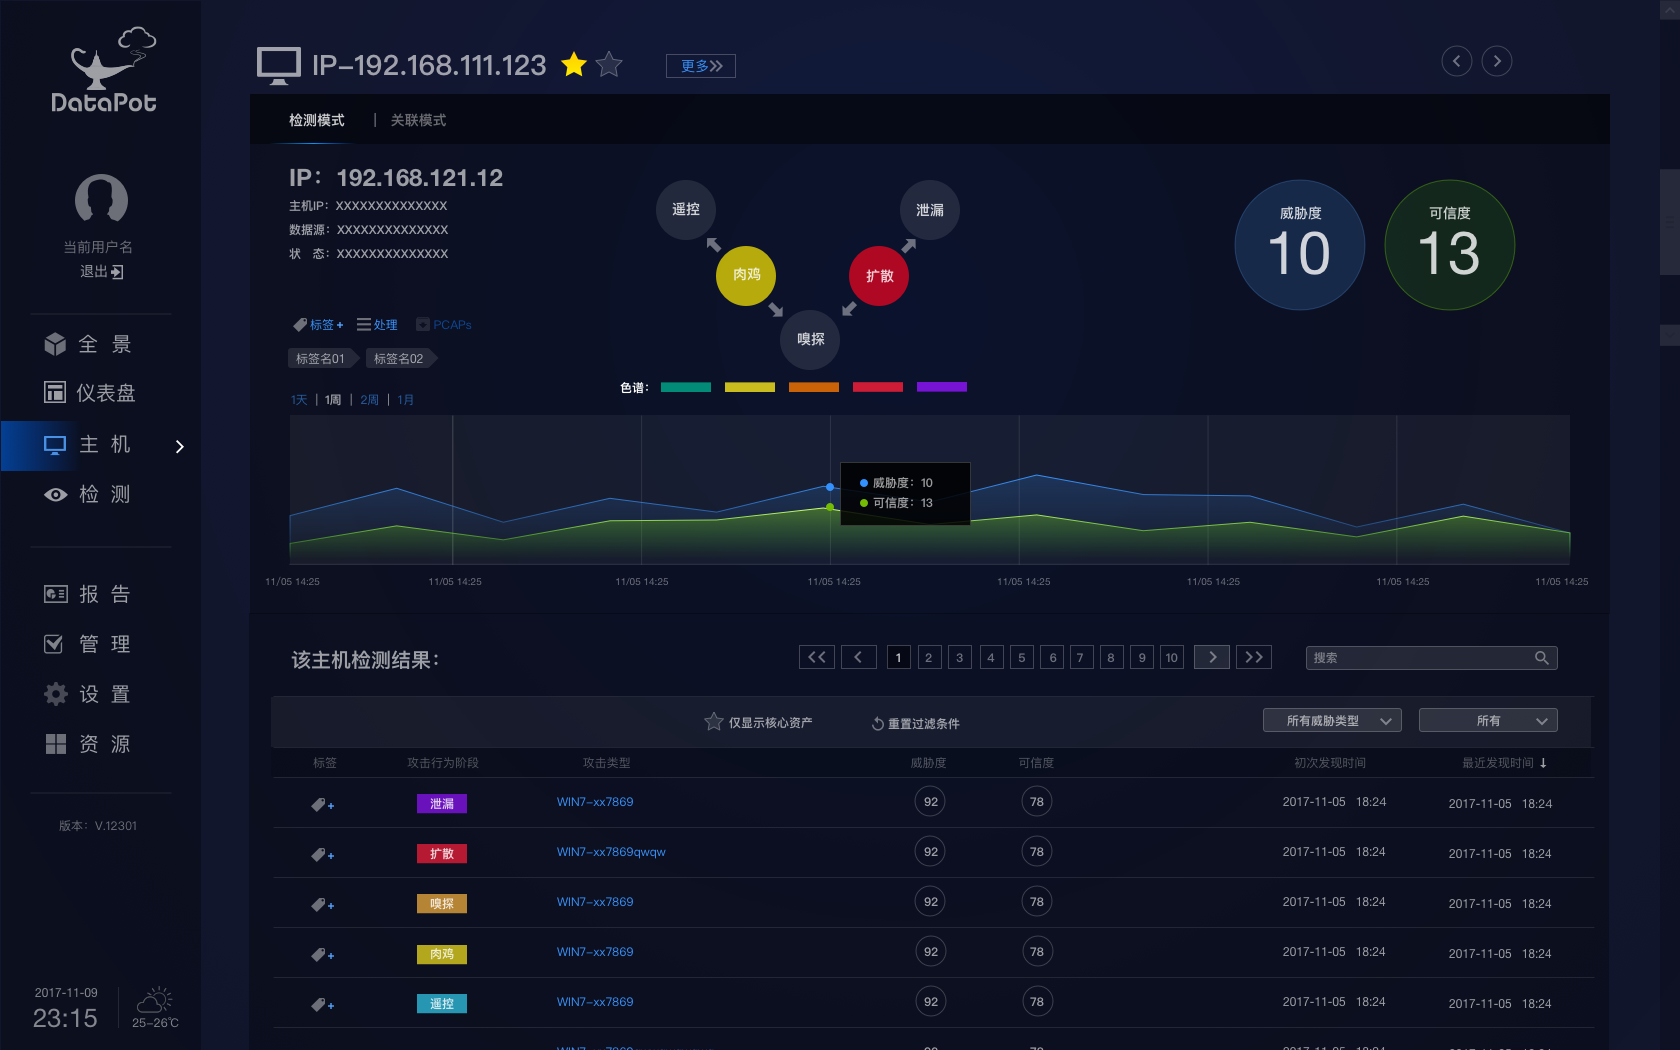 DataPot
当前用户名
退出
全 景
仪表盘
主 机
检 测
报 告
管 理
设 置
资 源
版本：V.12301
2017-11-09
23:15
25-26℃
IP-192.168.111.123
更多
检测模式 | 关联模式
IP：192.168.121.12
主机IP：XXXXXXXXXXXXXX
数据源：XXXXXXXXXXXXXX
状 态：XXXXXXXXXXXXXX
标签+ 处理 PCAPs
标签名01 标签名02
遥控
泄漏
肉鸡
扩散
嗅探
色谱：
威胁度
10
可信度
13
1天 | 1周 | 2周 | 1月
威胁度：10
可信度：13
11/05 14:25 11/05 14:25 11/05 14:25 11/05 14:25 11/05 14:25 11/05 14:25 11/05 14:25 11/05 14:25
该主机检测结果：
<< < 1 2 3 4 5 6 7 8 9 10 > >>
搜索
仅显示核心资产 重置过滤条件 所有威胁类型 所有
标签 攻击行为阶段 攻击类型 威胁度 可信度 初次发现时间 最近发现时间
+ 泄漏 WIN7-xx7869 92 78 2017-11-05 18:24 2017-11-05 18:24
+ 扩散 WIN7-xx7869qwqw 92 78 2017-11-05 18:24 2017-11-05 18:24
+ 嗅探 WIN7-xx7869 92 78 2017-11-05 18:24 2017-11-05 18:24
+ 肉鸡 WIN7-xx7869 92 78 2017-11-05 18:24 2017-11-05 18:24
+ 遥控 WIN7-xx7869 92 78 2017-11-05 18:24 2017-11-05 18:24